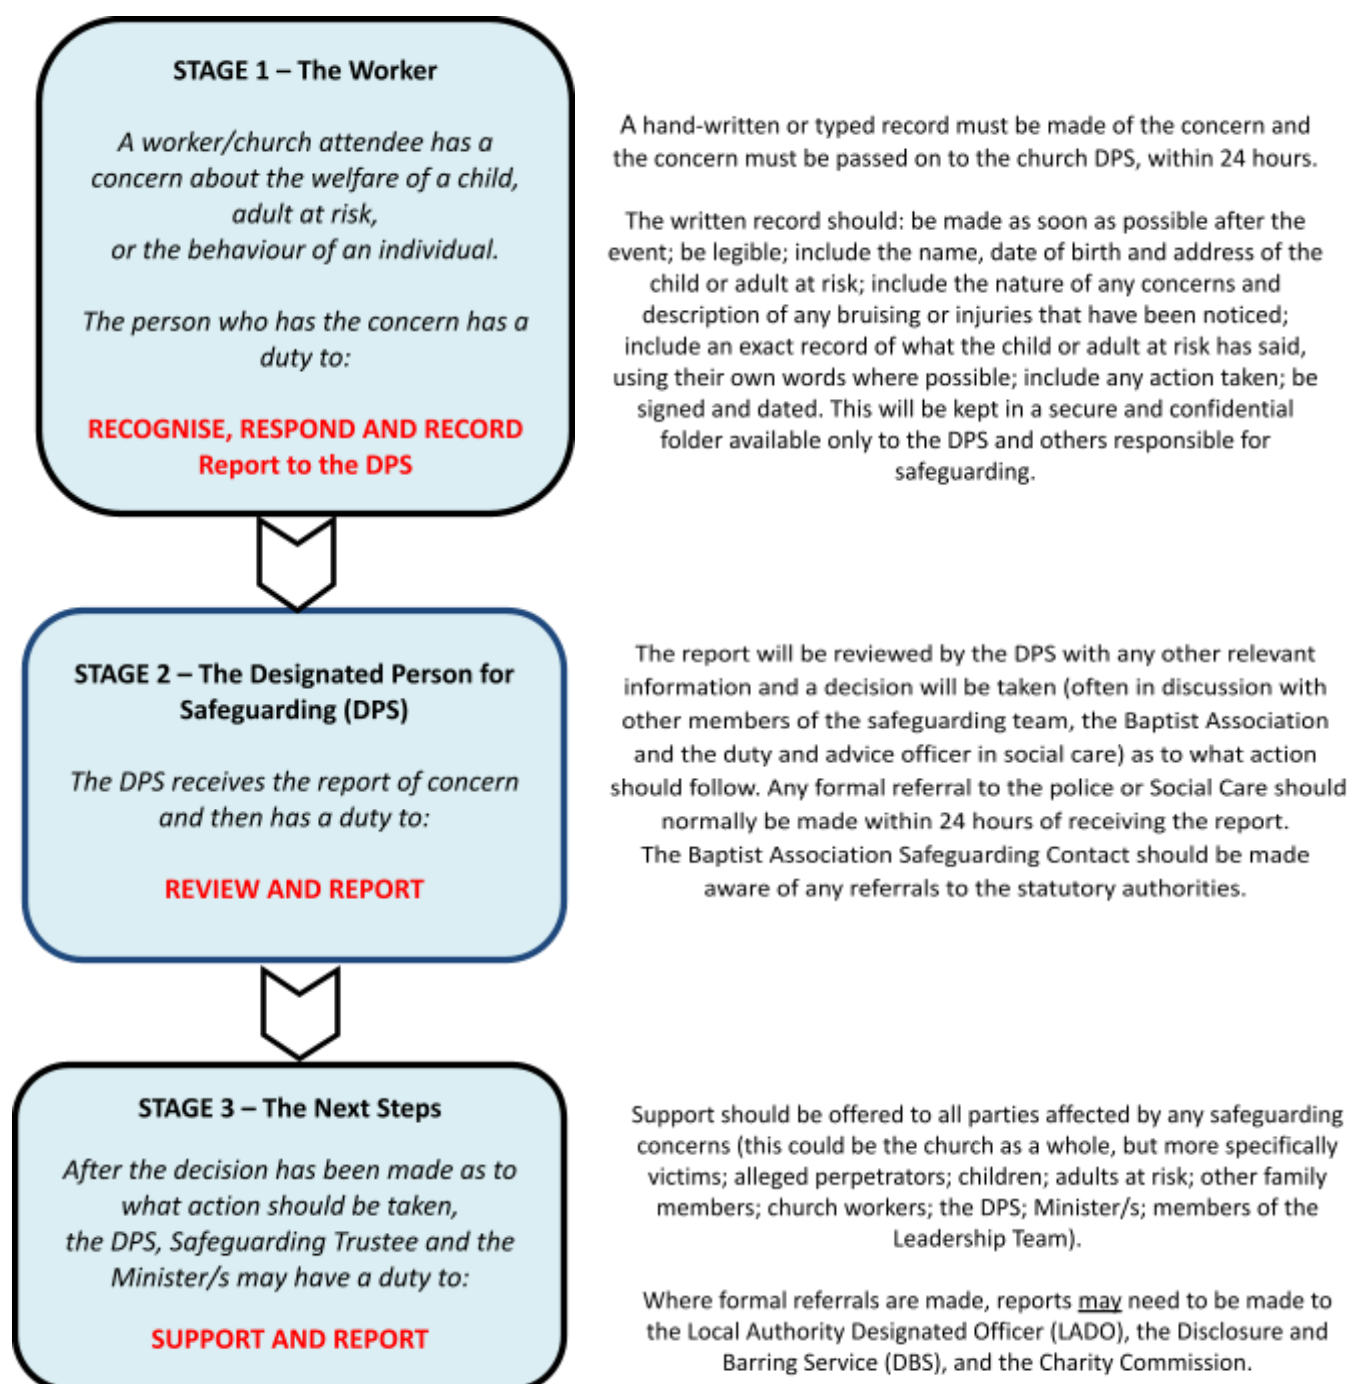 STAGE 1 – The Worker
A worker/church attendee has a
concern about the welfare of a child,
adult at risk,
or the behaviour of an individual.
The person who has the concern has a
duty to:
RECOGNISE, RESPOND AND RECORD
Report to the DPS
A hand-written or typed record must be made of the concern and
the concern must be passed on to the church DPS, within 24 hours.
The written record should: be made as soon as possible after the
event; be legible; include the name, date of birth and address of the
child or adult at risk; include the nature of any concerns and
description of any bruising or injuries that have been noticed;
include an exact record of what the child or adult at risk has said,
using their own words where possible; include any action taken; be
signed and dated. This will be kept in a secure and confidential
folder available only to the DPS and others responsible for
safeguarding.
STAGE 2 – The Designated Person for
Safeguarding (DPS)
The DPS receives the report of concern
and then has a duty to:
REVIEW AND REPORT
The report will be reviewed by the DPS with any other relevant
information and a decision will be taken (often in discussion with
other members of the safeguarding team, the Baptist Association
and the duty and advice officer in social care) as to what action
should follow. Any formal referral to the police or Social Care should
normally be made within 24 hours of receiving the report.
The Baptist Association Safeguarding Contact should be made
aware of any referrals to the statutory authorities.
STAGE 3 – The Next Steps
After the decision has been made as to
what action should be taken,
the DPS, Safeguarding Trustee and the
Minister/s may have a duty to:
SUPPORT AND REPORT
Support should be offered to all parties affected by any safeguarding
concerns (this could be the church as a whole, but more specifically
victims; alleged perpetrators; children; adults at risk; other family
members; church workers; the DPS; Minister/s; members of the
Leadership Team).
Where formal referrals are made, reports may need to be made to
the Local Authority Designated Officer (LADO), the Disclosure and
Barring Service (DBS), and the Charity Commission.